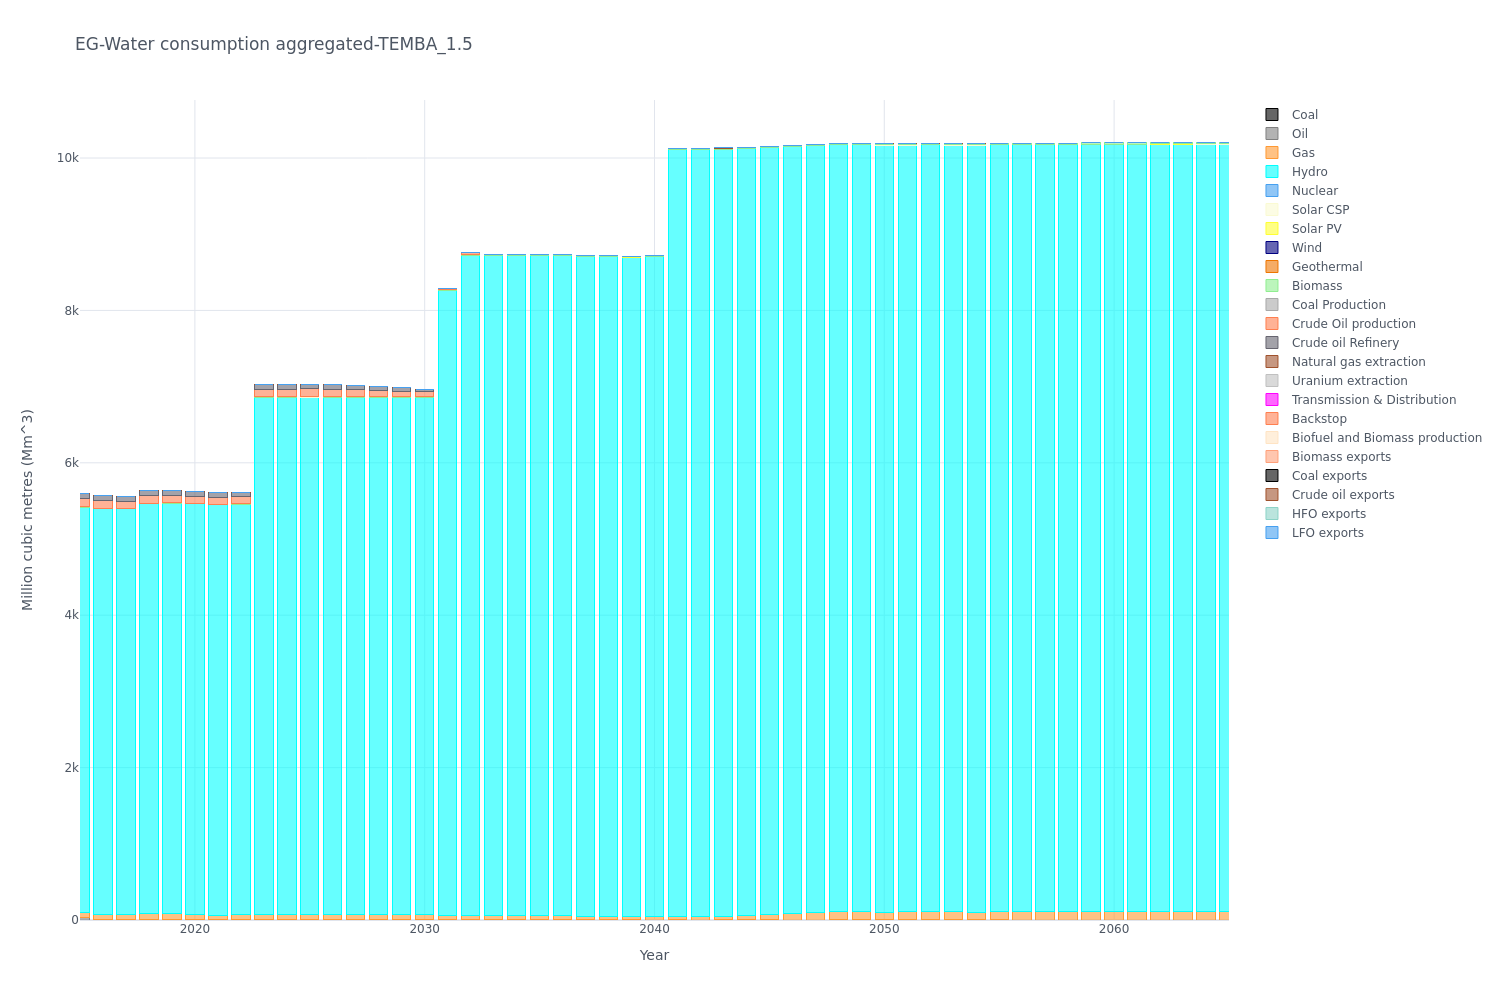 EG-Water consumption aggregated-TEMBA_1.5
10k
8k
6k
4k
2k
0
2020
2030
2040
2050
2060
Year
Million cubic metres (Mm^3)
Coal
Oil
Gas
Hydro
Nuclear
Solar CSP
Solar PV
Wind
Geothermal
Biomass
Coal Production
Crude Oil production
Crude oil Refinery
Natural gas extraction
Uranium extraction
Transmission & Distribution
Backstop
Biofuel and Biomass production
Biomass exports
Coal exports
Crude oil exports
HFO exports
LFO exports